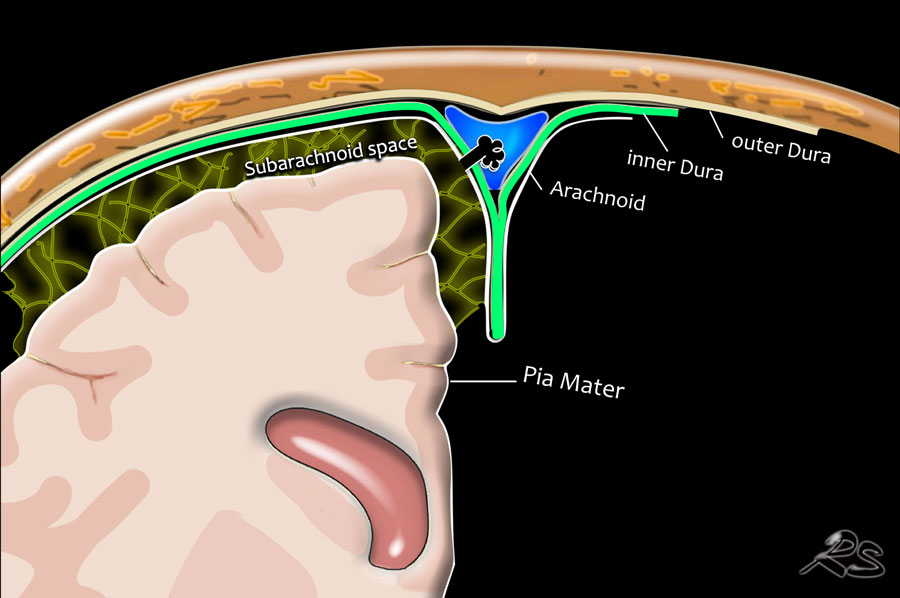 Subarachnoid space
outer Dura
inner Dura
Arachnoid
Pia Mater
RS